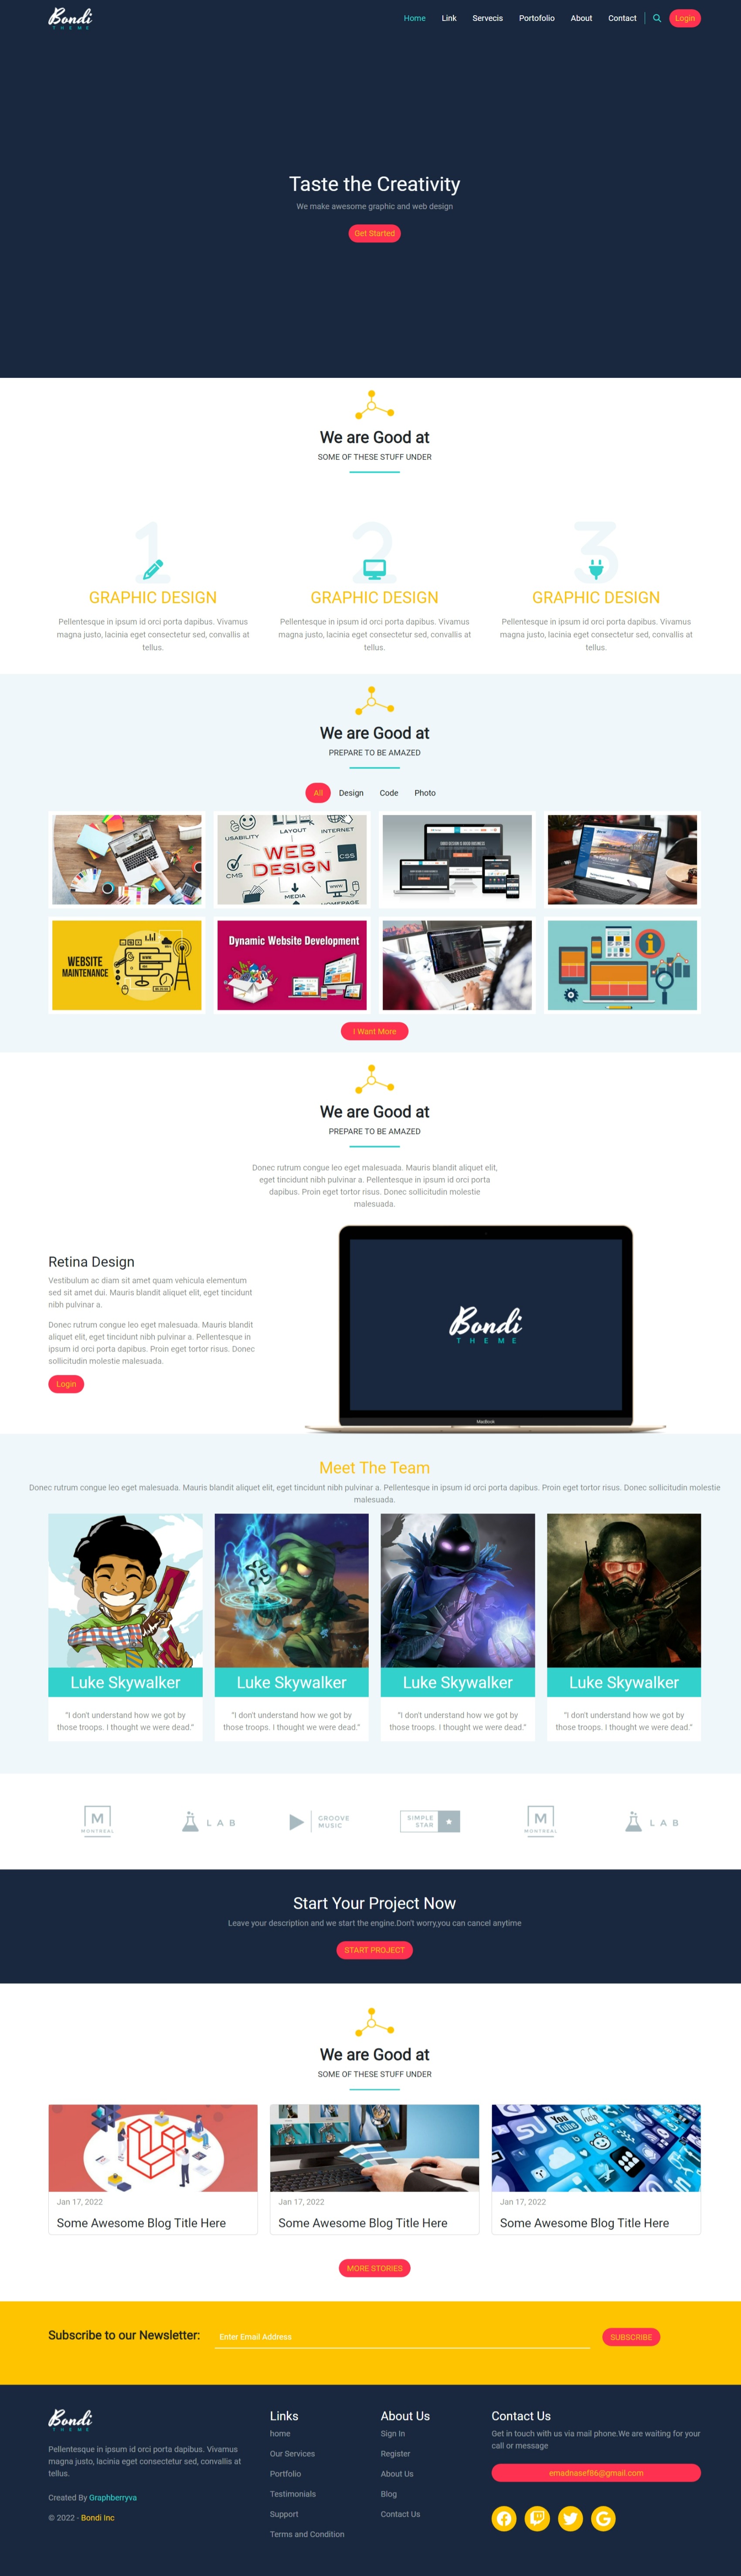 Bondi
THEME
Home Link Servecis Portofolio About Contact Login
Taste the Creativity
We make awesome graphic and web design
Get Started
We are Good at
SOME OF THESE STUFF UNDER
1 2 3
GRAPHIC DESIGN GRAPHIC DESIGN GRAPHIC DESIGN
Pellentesque in ipsum id orci porta dapibus. Vivamus
magna justo, lacinia eget consectetur sed, convallis at
tellus.
Pellentesque in ipsum id orci porta dapibus. Vivamus
magna justo, lacinia eget consectetur sed, convallis at
tellus.
Pellentesque in ipsum id orci porta dapibus. Vivamus
magna justo, lacinia eget consectetur sed, convallis at
tellus.
We are Good at
PREPARE TO BE AMAZED
All Design Code Photo
USABILITY
LAYOUT
INTERNET
WEB
DESIGN
CSS
CMS
MEDIA
WWW
HOMEPAGE
WEBSITE
MAINTENANCE
Dynamic Website Development
I Want More
We are Good at
PREPARE TO BE AMAZED
Donec rutrum congue leo eget malesuada. Mauris blandit aliquet elit,
eget tincidunt nibh pulvinar a. Pellentesque in ipsum id orci porta
dapibus. Proin eget tortor risus. Donec sollicitudin molestie
malesuada.
Retina Design
Vestibulum ac diam sit amet quam vehicula elementum
sed sit amet dui. Mauris blandit aliquet elit, eget tincidunt
nibh pulvinar a.
Donec rutrum congue leo eget malesuada. Mauris blandit
aliquet elit, eget tincidunt nibh pulvinar a. Pellentesque in
ipsum id orci porta dapibus. Proin eget tortor risus. Donec
sollicitudin molestie malesuada.
Login
Bondi
THEME
MacBook
Meet The Team
Donec rutrum congue leo eget malesuada. Mauris blandit aliquet elit, eget tincidunt nibh pulvinar a. Pellentesque in ipsum id orci porta dapibus. Proin eget tortor risus. Donec sollicitudin molestie
malesuada.
Luke Skywalker Luke Skywalker Luke Skywalker Luke Skywalker
"I don't understand how we got by
those troops. I thought we were dead."
"I don't understand how we got by
those troops. I thought we were dead."
"I don't understand how we got by
those troops. I thought we were dead."
"I don't understand how we got by
those troops. I thought we were dead."
M
MONTREAL
LAB
GROOVE
MUSIC
SIMPLE
STAR
M
MONTREAL
LAB
Start Your Project Now
Leave your description and we start the engine.Don't worry,you can cancel anytime
START PROJECT
We are Good at
SOME OF THESE STUFF UNDER
You
Tube
Jan 17, 2022 Jan 17, 2022 Jan 17, 2022
Some Awesome Blog Title Here Some Awesome Blog Title Here Some Awesome Blog Title Here
MORE STORIES
Subscribe to our Newsletter: Enter Email Address SUBSCRIBE
Bondi
THEME
Pellentesque in ipsum id orci porta dapibus. Vivamus
magna justo, lacinia eget consectetur sed, convallis at
tellus.
Created By Graphberryva
© 2022 - Bondi Inc
Links
home
Our Services
Portfolio
Testimonials
Support
Terms and Condition
About Us
Sign In
Register
About Us
Blog
Contact Us
Contact Us
Get in touch with us via mail phone.We are waiting for your
call or message
emadnasef86@gmail.com